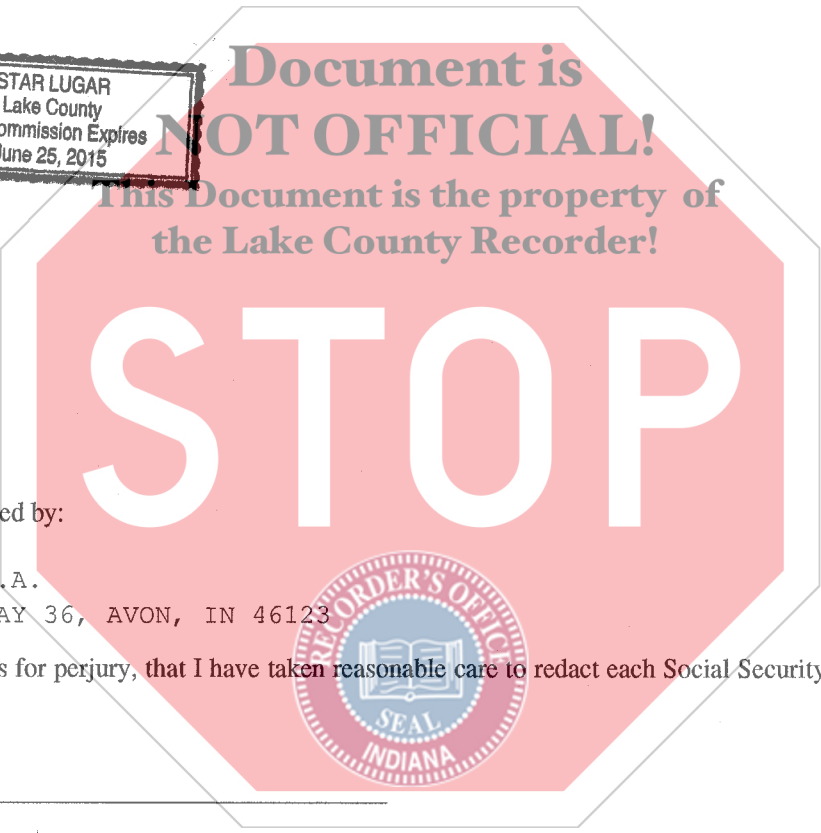 STAR LUGAR
Lake County
Commission Expires
June 25, 2015
Document is
NOT OFFICIAL!
This Document is the property of
the Lake County Recorder!
STOP
ed by:
.A.
AY 36, AVON, IN 46123
s for perjury, that I have taken reasonable care to redact each Social Security
RECORDER'S OFFICE
SEAL
INDIANA